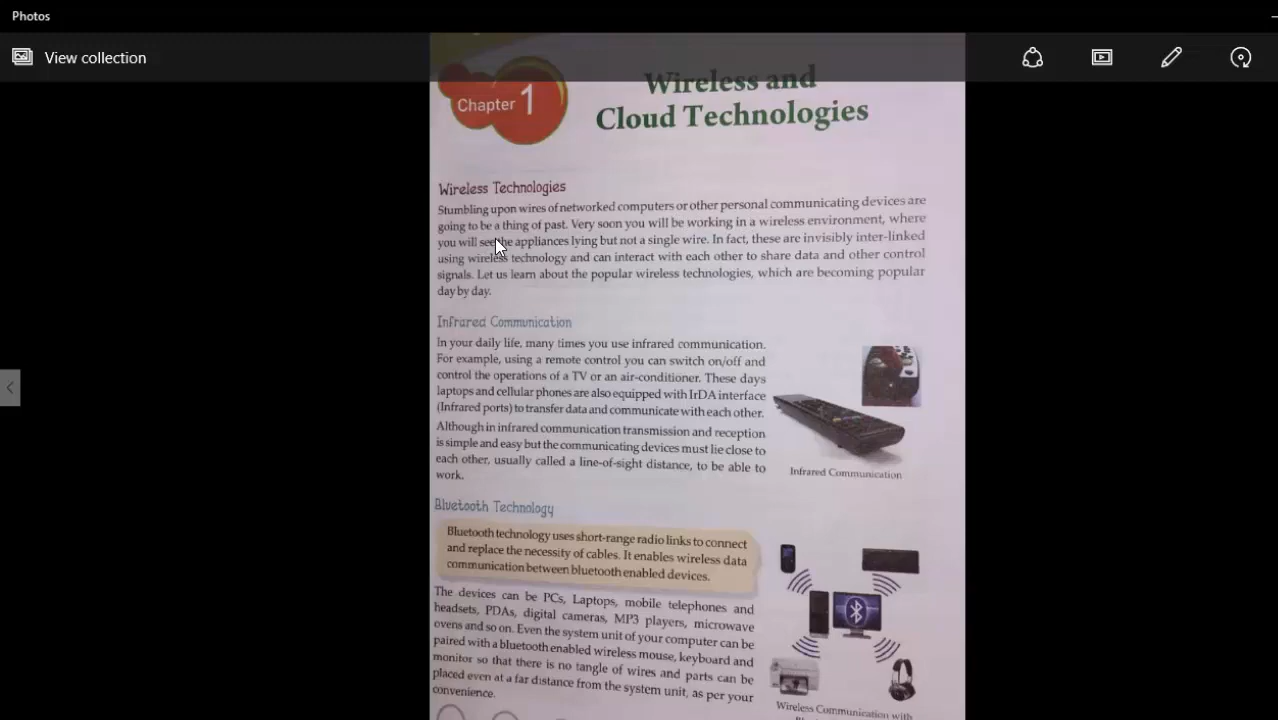 Photos
View collection
Chapter 1
Wireless and
Cloud Technologies
Wireless Technologies
Stumbling upon wires of networked computers or other personal communicating devices are
going to be a thing of past. Very soon you will be working in a wireless environment, where
you will see the appliances lying but not a single wire. In fact, these are invisibly inter-linked
using wireless technology and can interact with each other to share data and other control
signals. Let us learn about the popular wireless technologies, which are becoming popular
day by day.
Infrared Communication
In your daily life, many times you use infrared communication.
For example, using a remote control you can switch on/off and
control the operations of a TV or an air-conditioner. These days
laptops and cellular phones are also equipped with IrDA interface
(Infrared ports) to transfer data and communicate with each other.
Although in infrared communication transmission and reception
is simple and easy but the communicating devices must lie close to
each other, usually called a line-of-sight distance, to be able to
work.
Infrared Communication
Bluetooth Technology
Bluetooth technology uses short-range radio links to connect
and replace the necessity of cables. It enables wireless data
communication between bluetooth enabled devices.
The devices can be PCs, Laptops, mobile telephones and
headsets, PDAs, digital cameras, MP3 players, microwave
ovens and so on. Even the system unit of your computer can be
paired with a bluetooth enabled wireless mouse, keyboard and
monitor so that there is no tangle of wires and parts can be
placed even at a far distance from the system unit, as per your
convenience.
Wireless Communication with